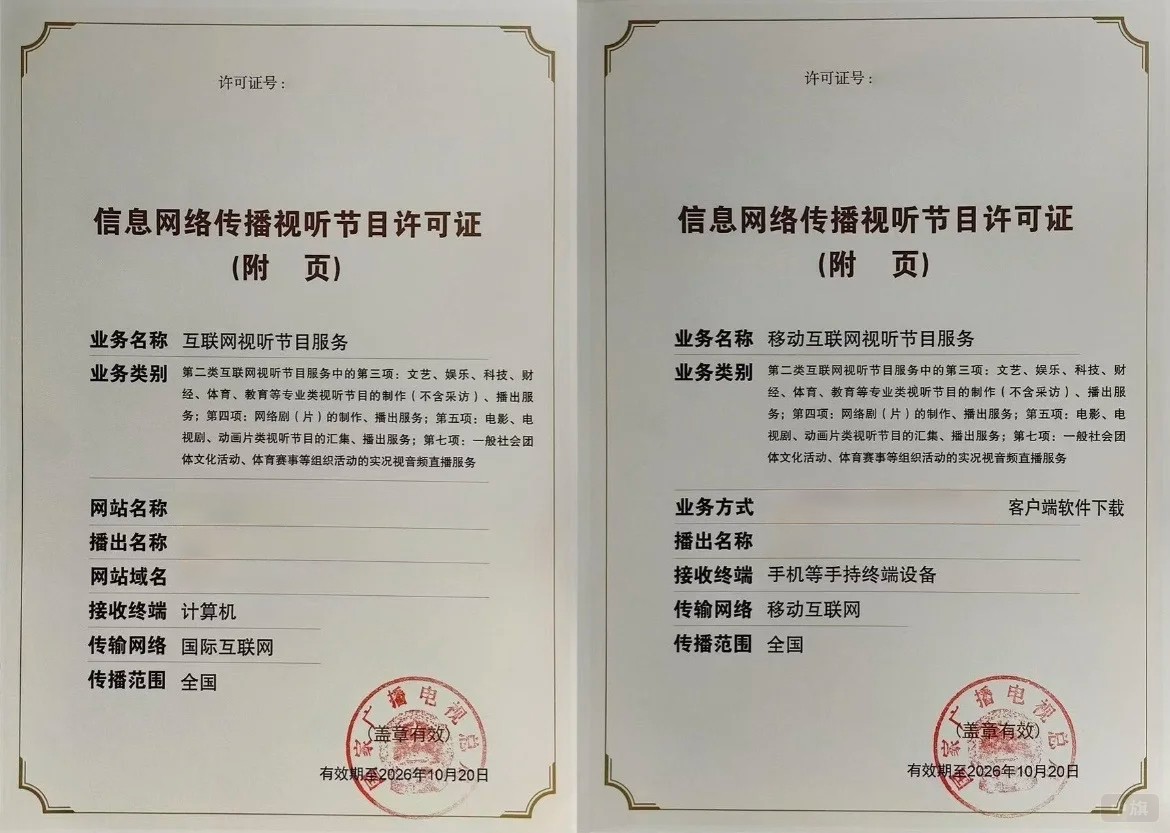 许可证号：
信息网络传播视听节目许可证
(附 页)
业务名称 互联网视听节目服务
业务类别 第二类互联网视听节目服务中的第三项：文艺、娱乐、科技、财
经、体育、教育等专业类视听节目的制作（不含采访）、播出服
务；第四项：网络剧（片）的制作、播出服务；第五项：电影、电
视剧、动画片类视听节目的汇集、播出服务；第七项：一般社会团
体文化活动、体育赛事等组织活动的实况视音频直播服务
网站名称
播出名称
网站域名
接收终端 计算机
传输网络 国际互联网
传播范围 全国
国家广播电视总
(盖章有效)
有效期至2026年10月20日
许可证号：
信息网络传播视听节目许可证
(附 页)
业务名称 移动互联网视听节目服务
业务类别 第二类互联网视听节目服务中的第三项：文艺、娱乐、科技、财
经、体育、教育等专业类视听节目的制作（不含采访）、播出服
务；第四项：网络剧（片）的制作、播出服务；第五项：电影、电
视剧、动画片类视听节目的汇集、播出服务；第七项：一般社会团
体文化活动、体育赛事等组织活动的实况视音频直播服务
业务方式 客户端软件下载
播出名称
接收终端 手机等手持终端设备
传输网络 移动互联网
传播范围 全国
国家广播电视总
(盖章有效)
有效期至2026年10月20日